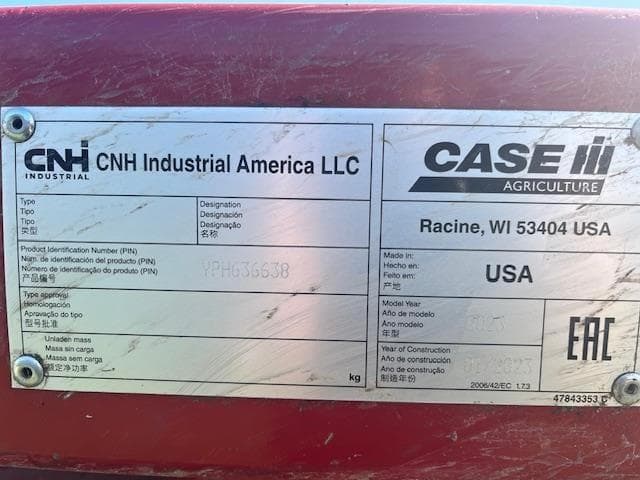 CNH INDUSTRIAL CNH Industrial America LLC
CASE IH
AGRICULTURE
Racine, WI 53404 USA
Type
Tipo
Tipo
类型
Designation
Designación
Designação
名称
Product Identification Number (PIN)
Núm. de identificación del producto (PIN)
Número de identificação do produto (PIN)
产品编号
YPHG36638
Type approval
Homologación
Aprovação do tipo
型号批准
Unladen mass
Masa sin carga
Massa sem carga
额定净功率
kg
Made in:
Hecho en:
Feito em:
产地
USA
Model Year
Año de modelo
Ano modelo
年型
Year of Construction
Año de construcción
Ano de construção
制造年份
2006/42/EC 1.7.3
EAC
47843353 C